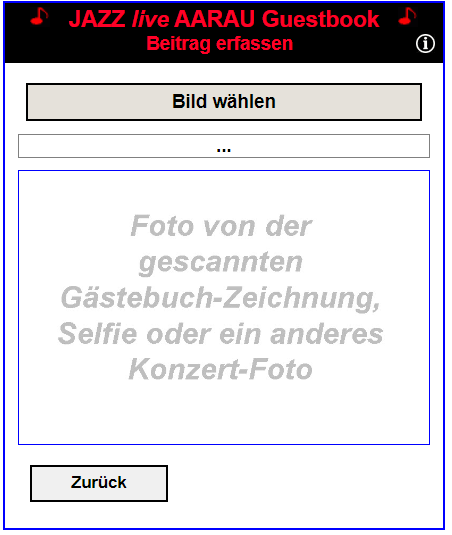 JAZZ live AARAU Guestbook
Beitrag erfassen
Bild wählen
...
Foto von der
gescannten
Gästebuch-Zeichnung,
Selfie oder ein anderes
Konzert-Foto
Zurück